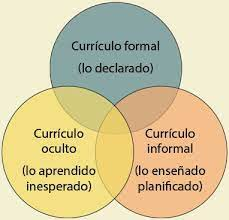 Currículo formal
(lo declarado)
Currículo
oculto
(lo aprendido
inesperado)
Currículo
informal
(lo enseñado
planificado)